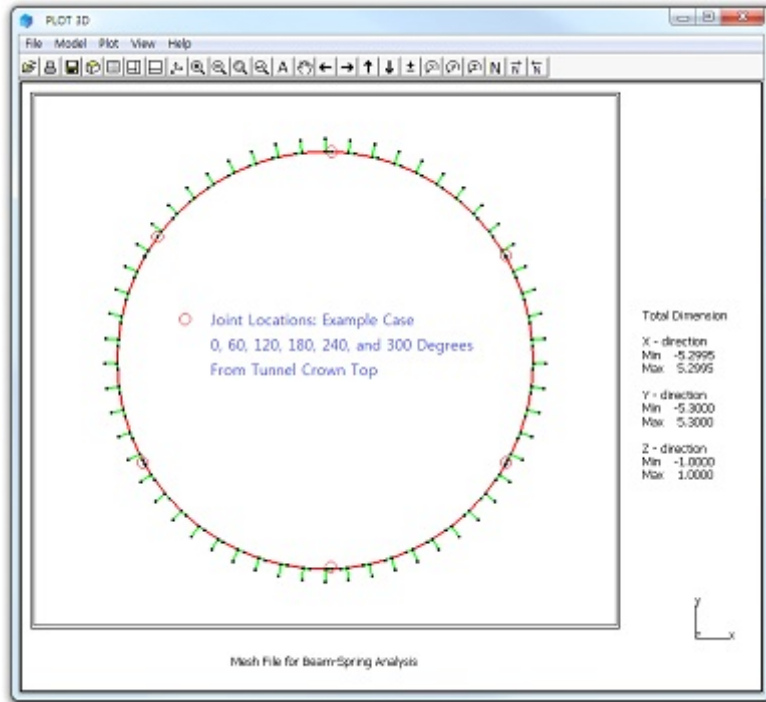 PLOT 3D
File Model Plot View Help
A N N N
Joint Locations: Example Case
0, 60, 120, 180, 240, and 300 Degrees
From Tunnel Crown Top
Total Dimension
X - direction
Min -5.2995
Max 5.2995
Y - direction
Min -5.3000
Max 5.3000
Z - direction
Min -1.0000
Max 1.0000
y
x
Mesh File for Beam-Spring Analysis